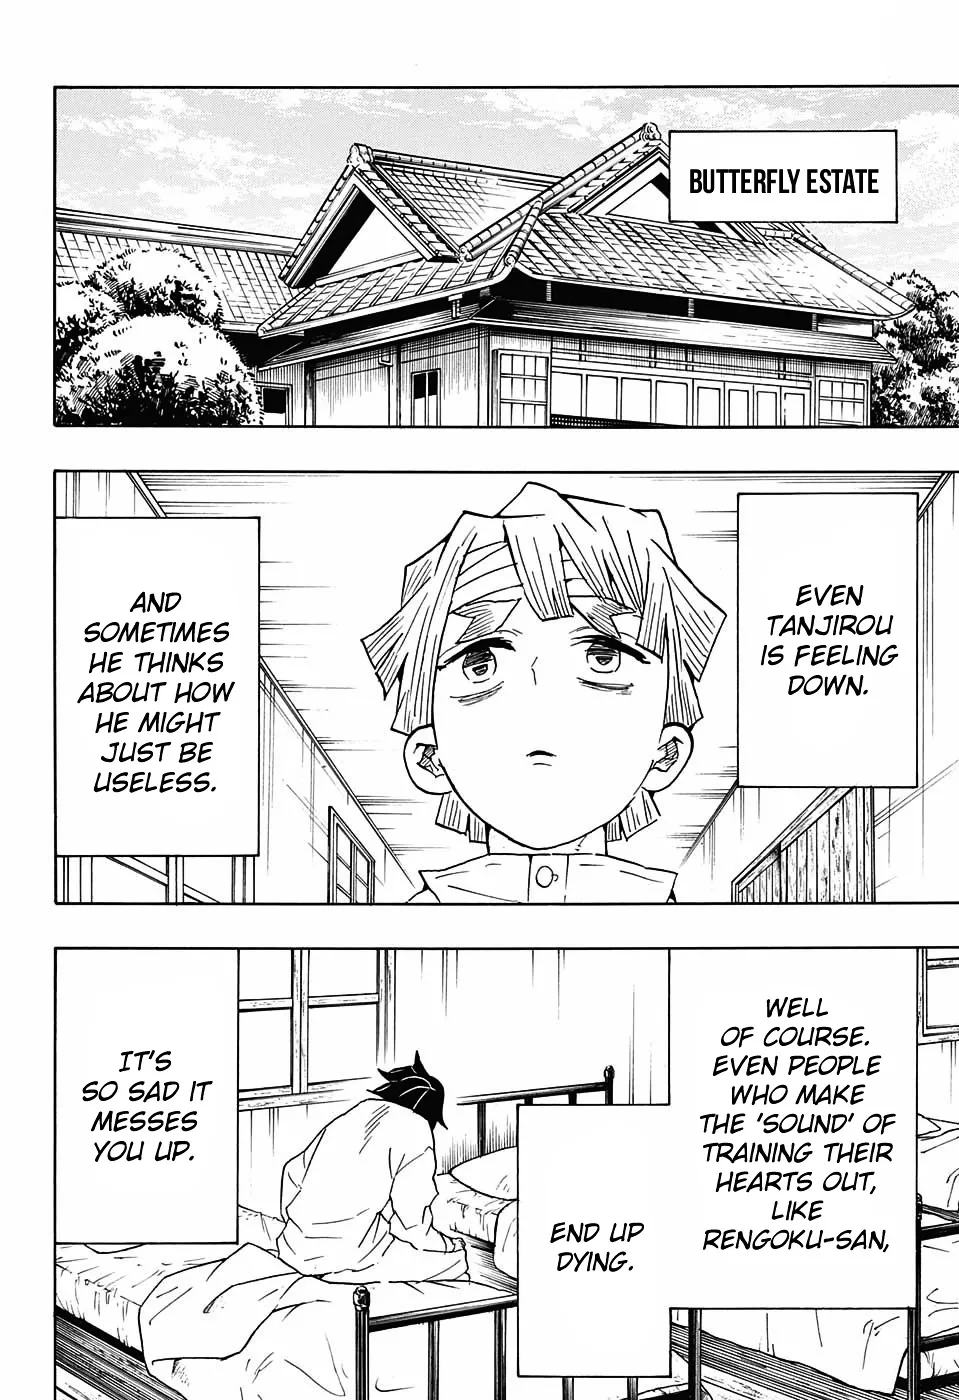 BUTTERFLY ESTATE
EVEN
TANJIROU
IS FEELING
DOWN.
AND
SOMETIMES
HE THINKS
ABOUT HOW
HE MIGHT
JUST BE
USELESS.
WELL
OF COURSE.
EVEN PEOPLE
WHO MAKE
THE 'SOUND' OF
TRAINING THEIR
HEARTS OUT,
LIKE
RENGOKU-SAN,
END UP
DYING.
IT'S
SO SAD IT
MESSES
YOU UP.